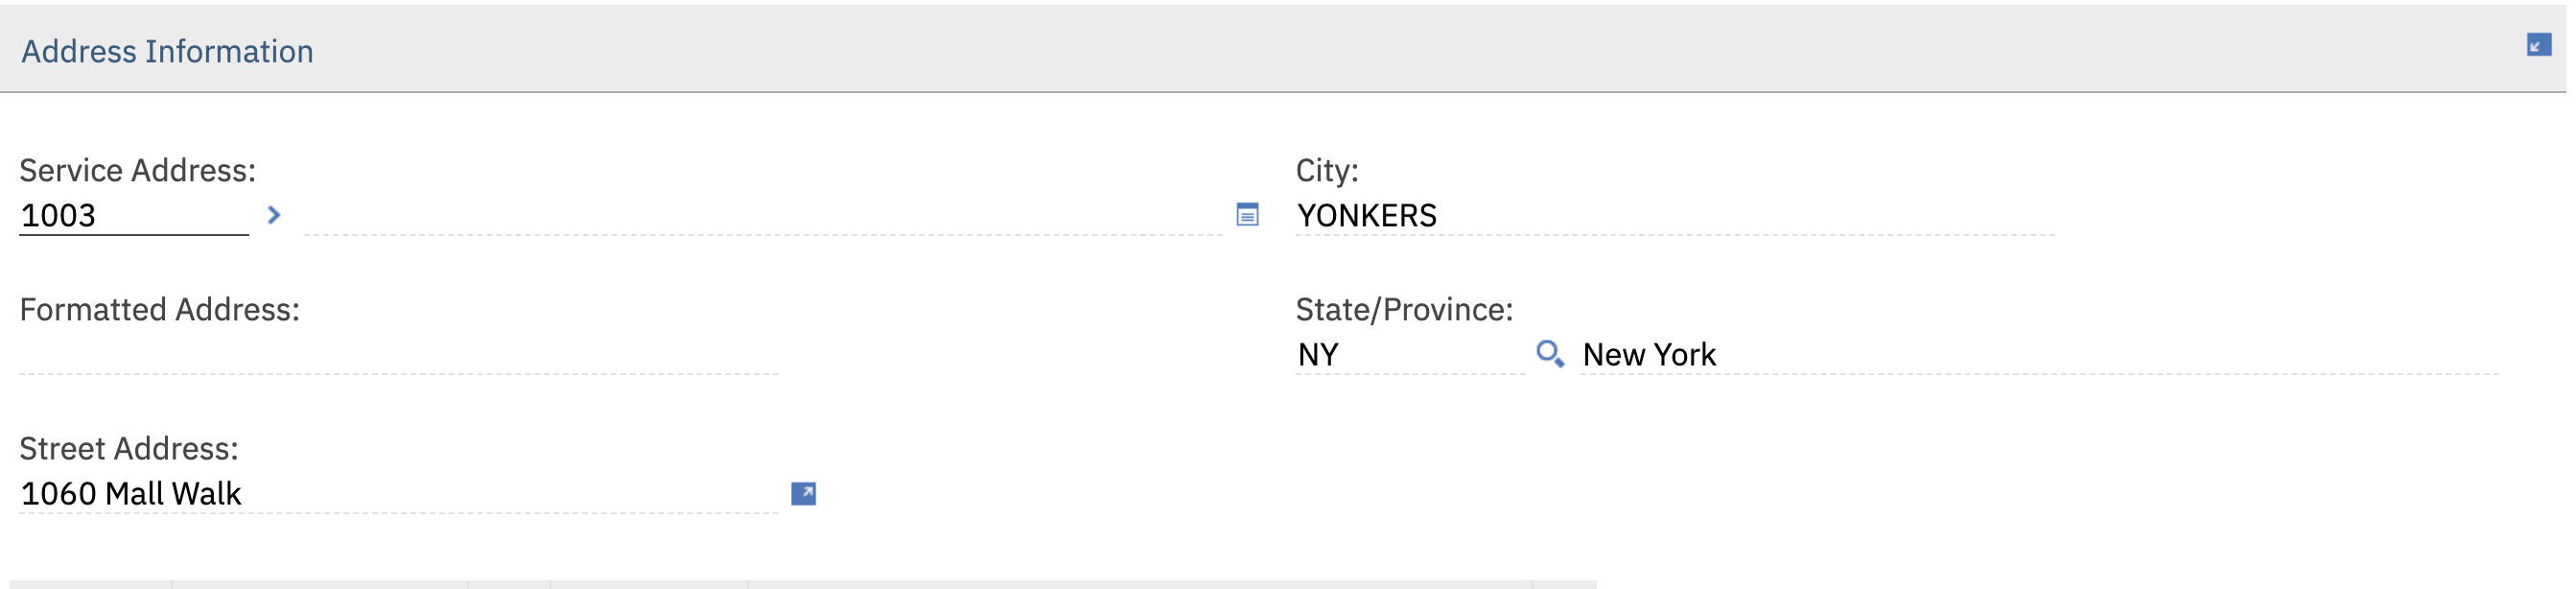 Address Information
Service Address:
1003
City:
YONKERS
Formatted Address:
State/Province:
NY
New York
Street Address:
1060 Mall Walk